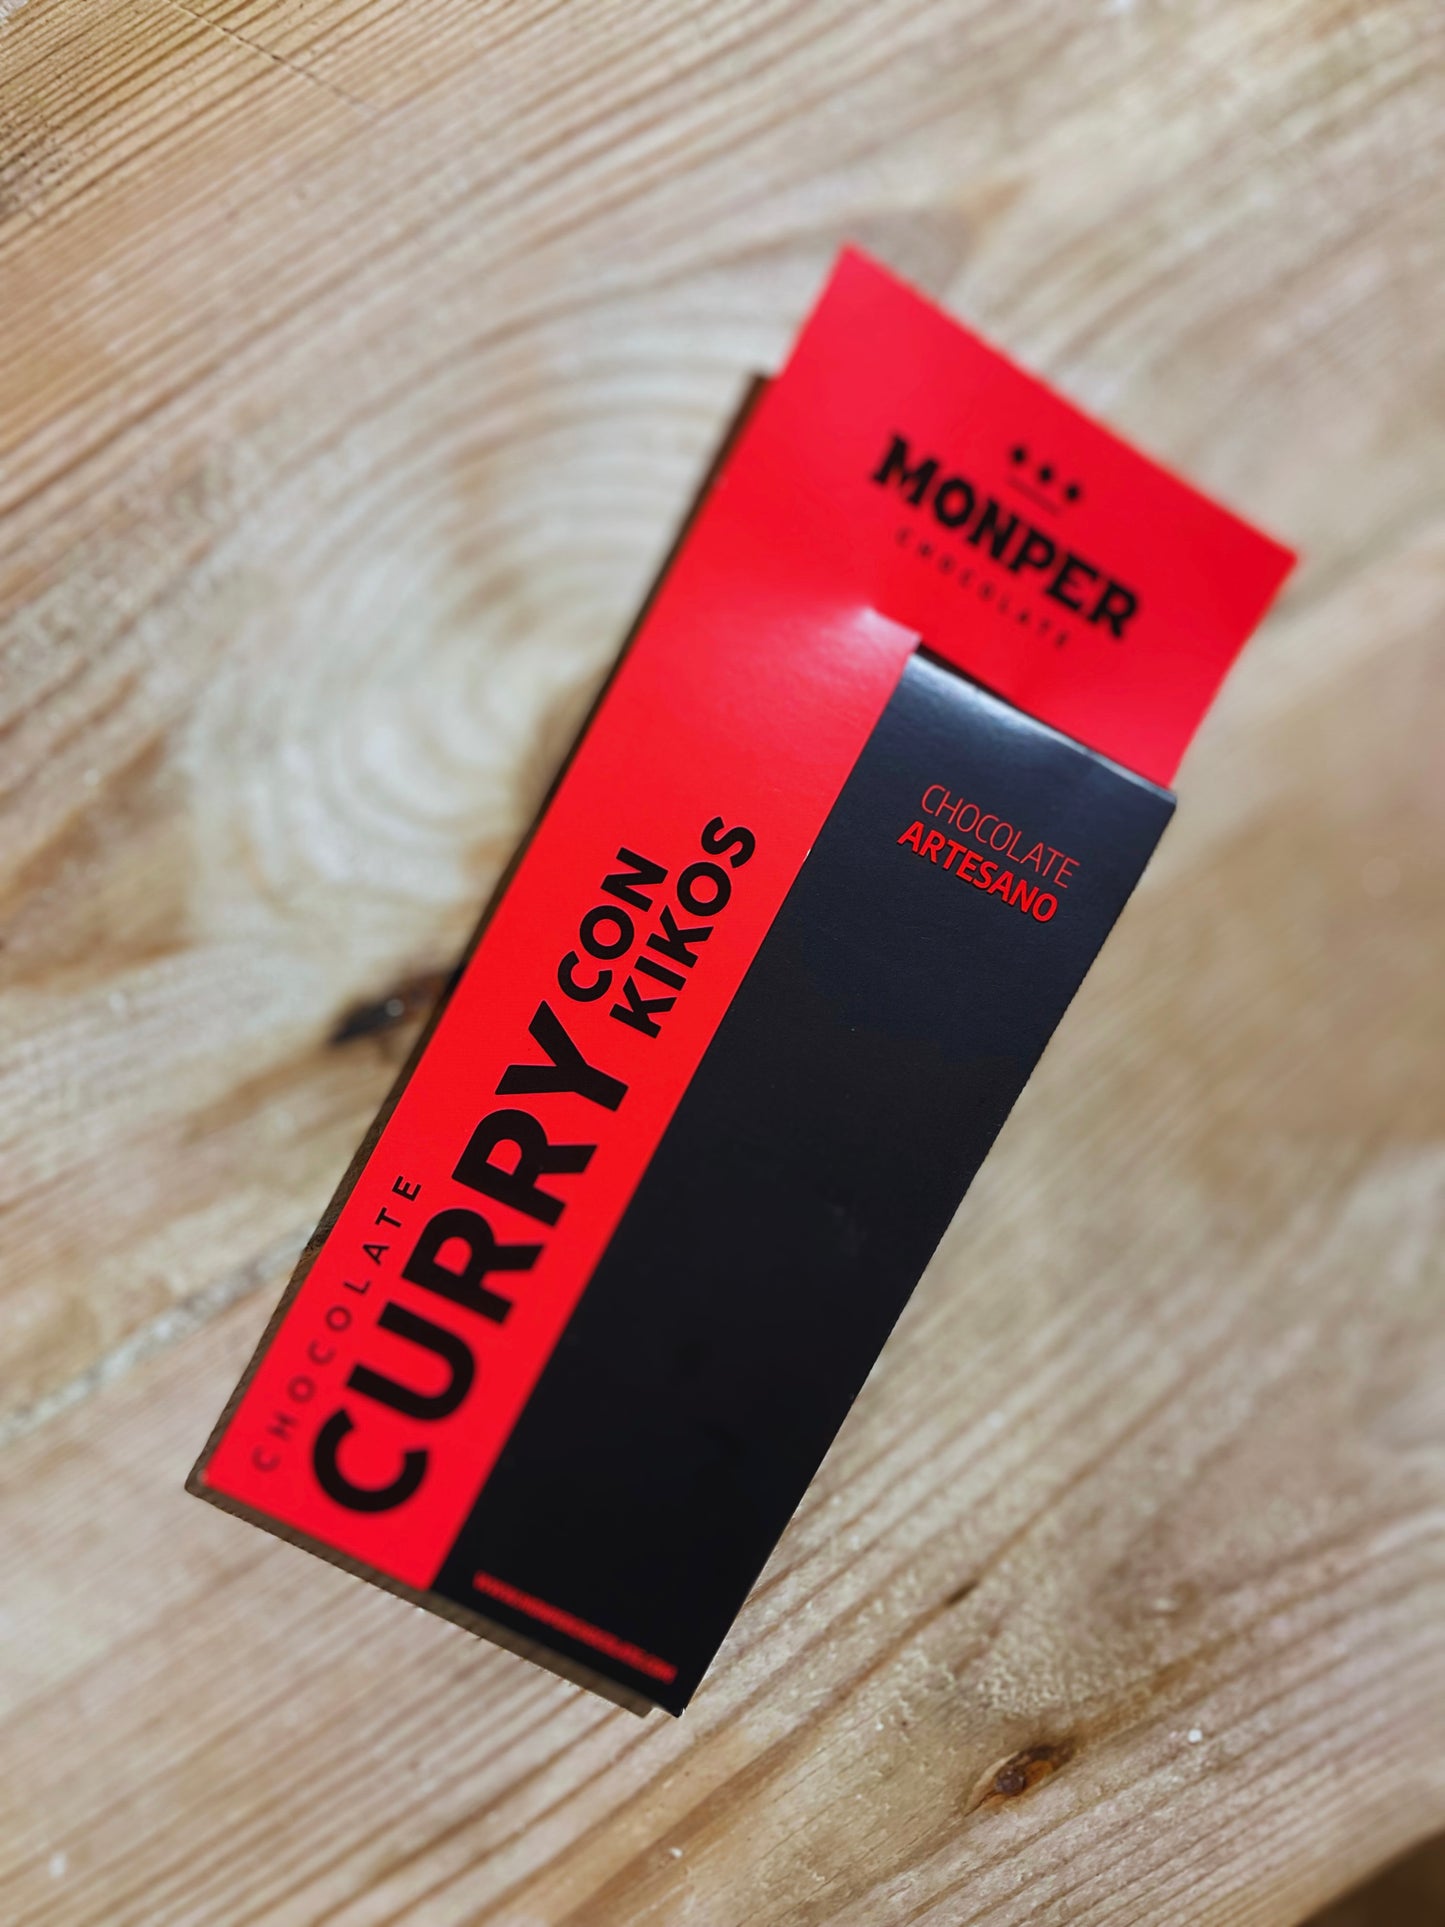 MONPER
CHOCOLATE
CHOCOLATE
ARTESANO
CHOCOLATE
CURRY CON
KIKOS